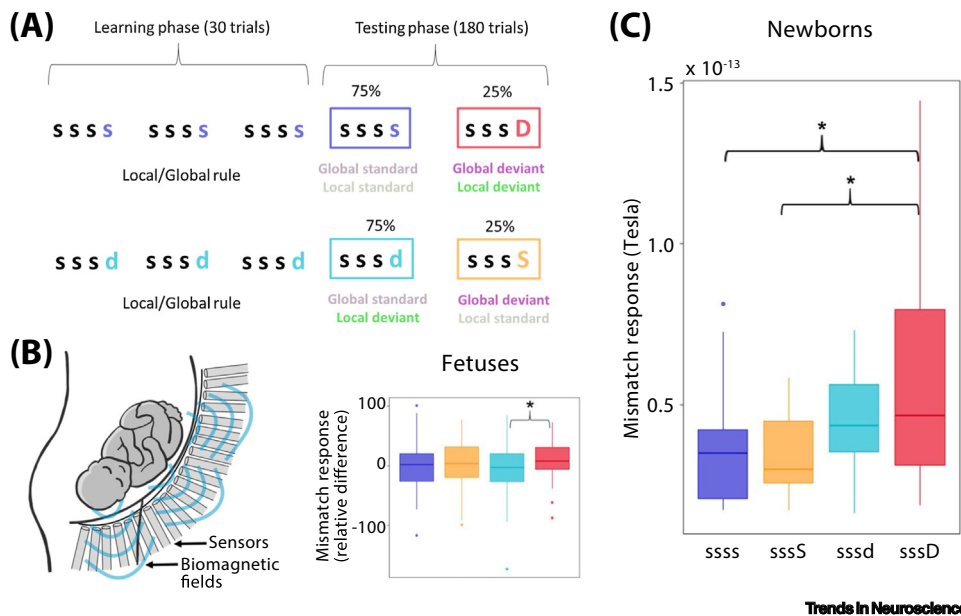 (A)
Learning phase (30 trials)
Testing phase (180 trials)
75%
25%
s s s s
s s s s
s s s s
s s s s
s s s D
Local/Global rule
Global standard
Local standard
Global deviant
Local deviant
75%
25%
s s s d
s s s d
s s s d
s s s d
s s s S
Local/Global rule
Global standard
Local deviant
Global deviant
Local standard
(B)
Sensors
Biomagnetic
fields
Fetuses
Mismatch response
(relative difference)
100
0
-100
*
(C)
Newborns
x 10-13
Mismatch response (Tesla)
1.5
1.0
0.5
*
*
ssss
sssS
sssd
sssD
Trends in Neurosciences